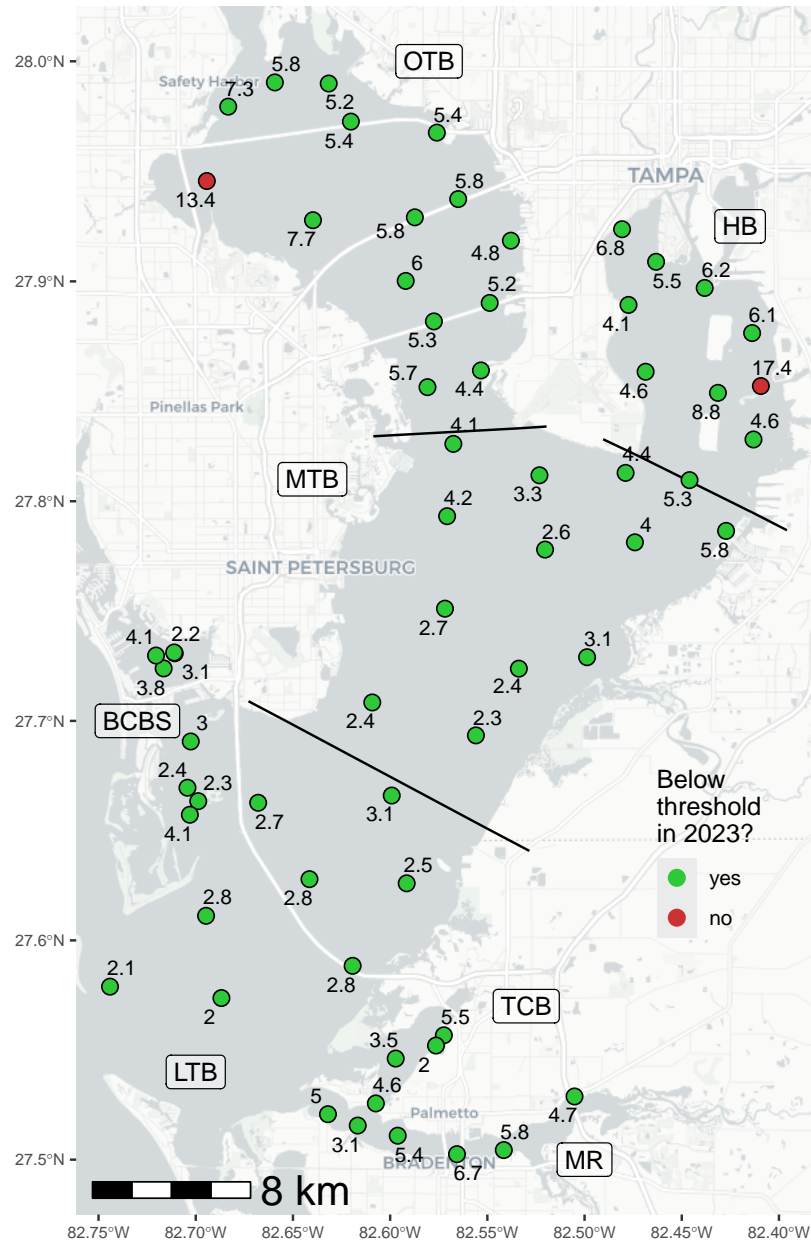 28.0°N
5.8
OTB
Safety Harbor
7.3
5.2
5.4
5.4
13.4
5.8
TAMPA
7.7
5.8
4.8
6.8
HB
27.9°N
6
5.2
5.5
6.2
5.3
4.1
6.1
5.7
4.4
4.6
17.4
Pinellas Park
8.8
4.6
4.1
MTB
4.4
27.8°N
4.2
3.3
5.3
2.6
4
5.8
SAINT PETERSBURG
2.7
4.1
2.2
3.1
3.1
3.8
2.4
27.7°N
BCBS
3
2.4
2.3
2.4
2.3
4.1
2.7
3.1
Below
threshold
in 2023?
yes
no
2.8
2.8
2.5
27.6°N
2.8
2.1
2
TCB
5.5
3.5
2
LTB
4.6
5
Palmetto
4.7
3.1
5.4
5.8
27.5°N
BRADENTON
6.7
MR
8 km
82.75°W
82.70°W
82.65°W
82.60°W
82.55°W
82.50°W
82.45°W
82.40°W